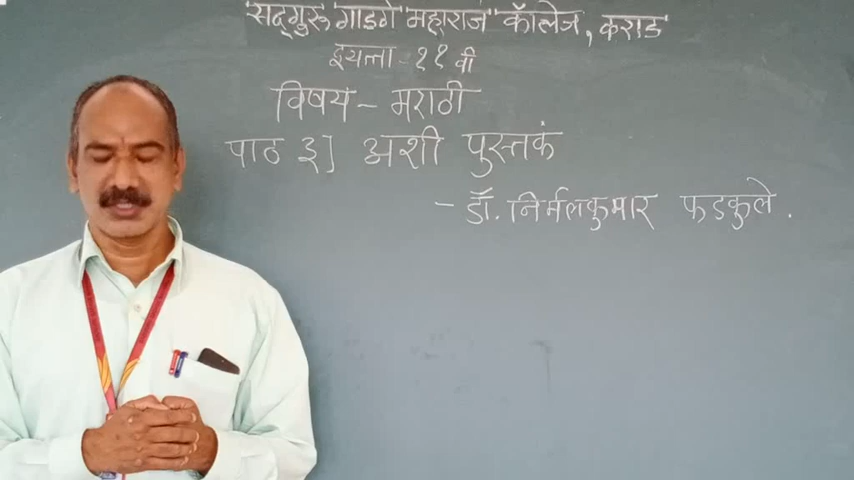 सद्गुरु गाडगे महाराज कॉलेज, कराड
इयत्ता - ११ वी
विषय - मराठी
पाठ ३] अशी पुस्तकं
- डॉ. निर्मलकुमार फडकुले.